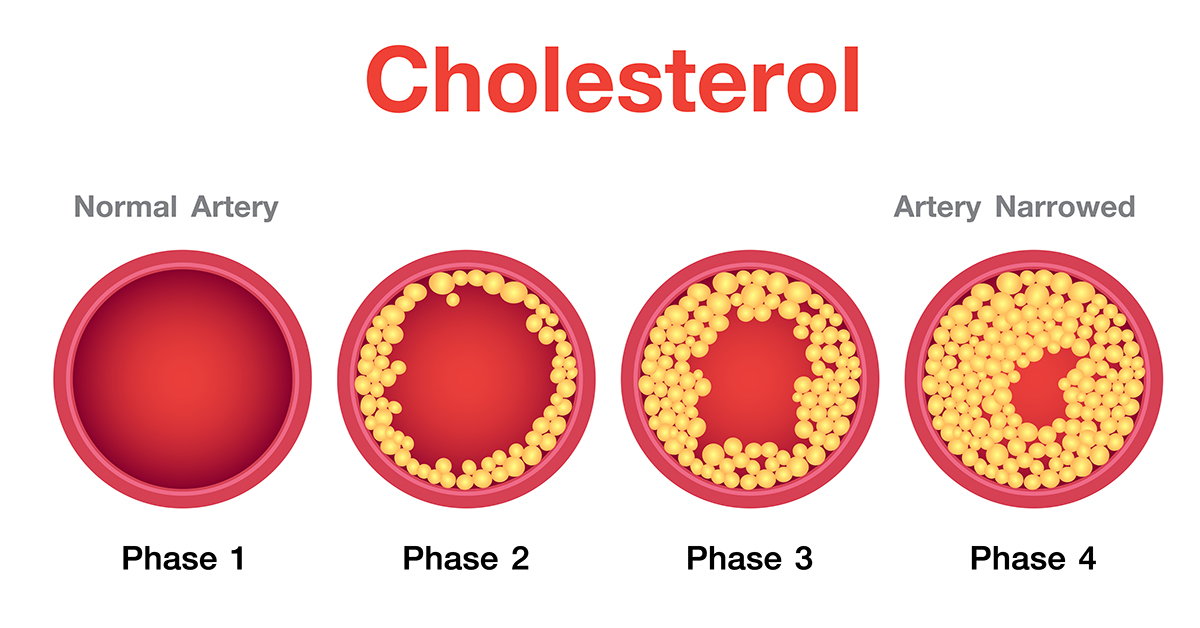 Cholesterol
Normal Artery
Artery Narrowed
Phase 1
Phase 2
Phase 3
Phase 4